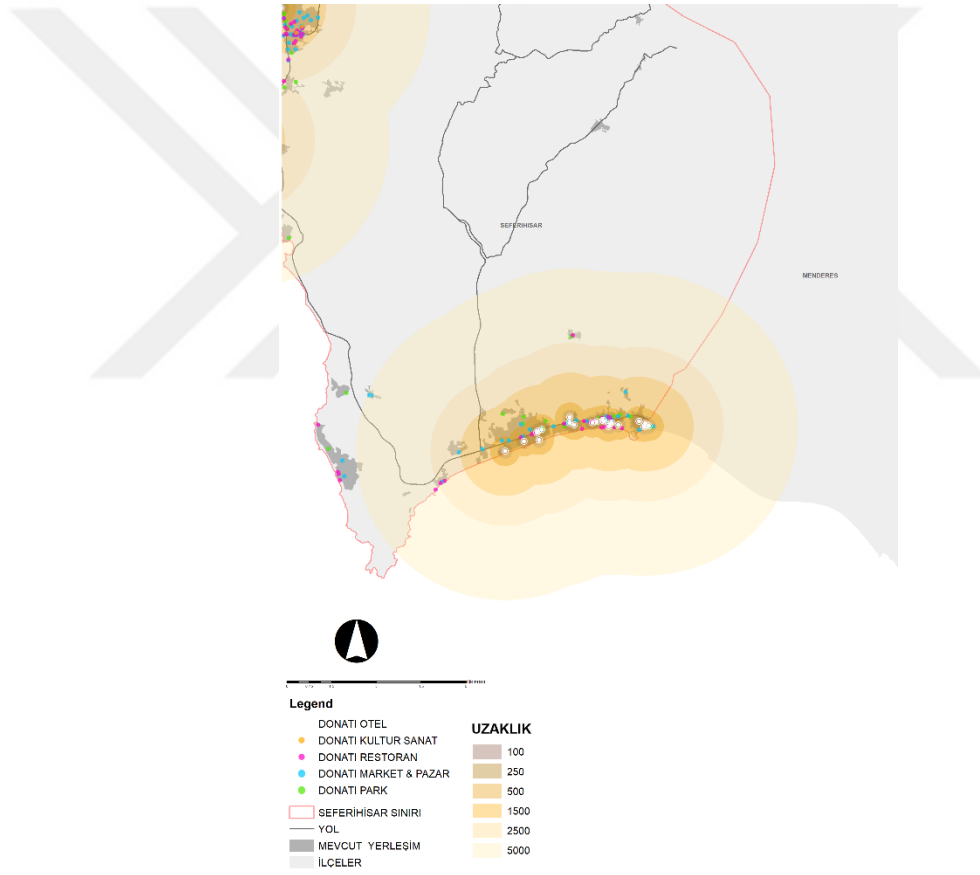 SEFERIHISAR
MENDERES
Legend
DONATI OTEL
DONATI KULTUR SANAT
DONATI RESTORAN
DONATI MARKET & PAZAR
DONATI PARK
SEFERİHİSAR SINIRI
YOL
MEVCUT YERLEŞİM
İLÇELER
UZAKLIK
100
250
500
1500
2500
5000